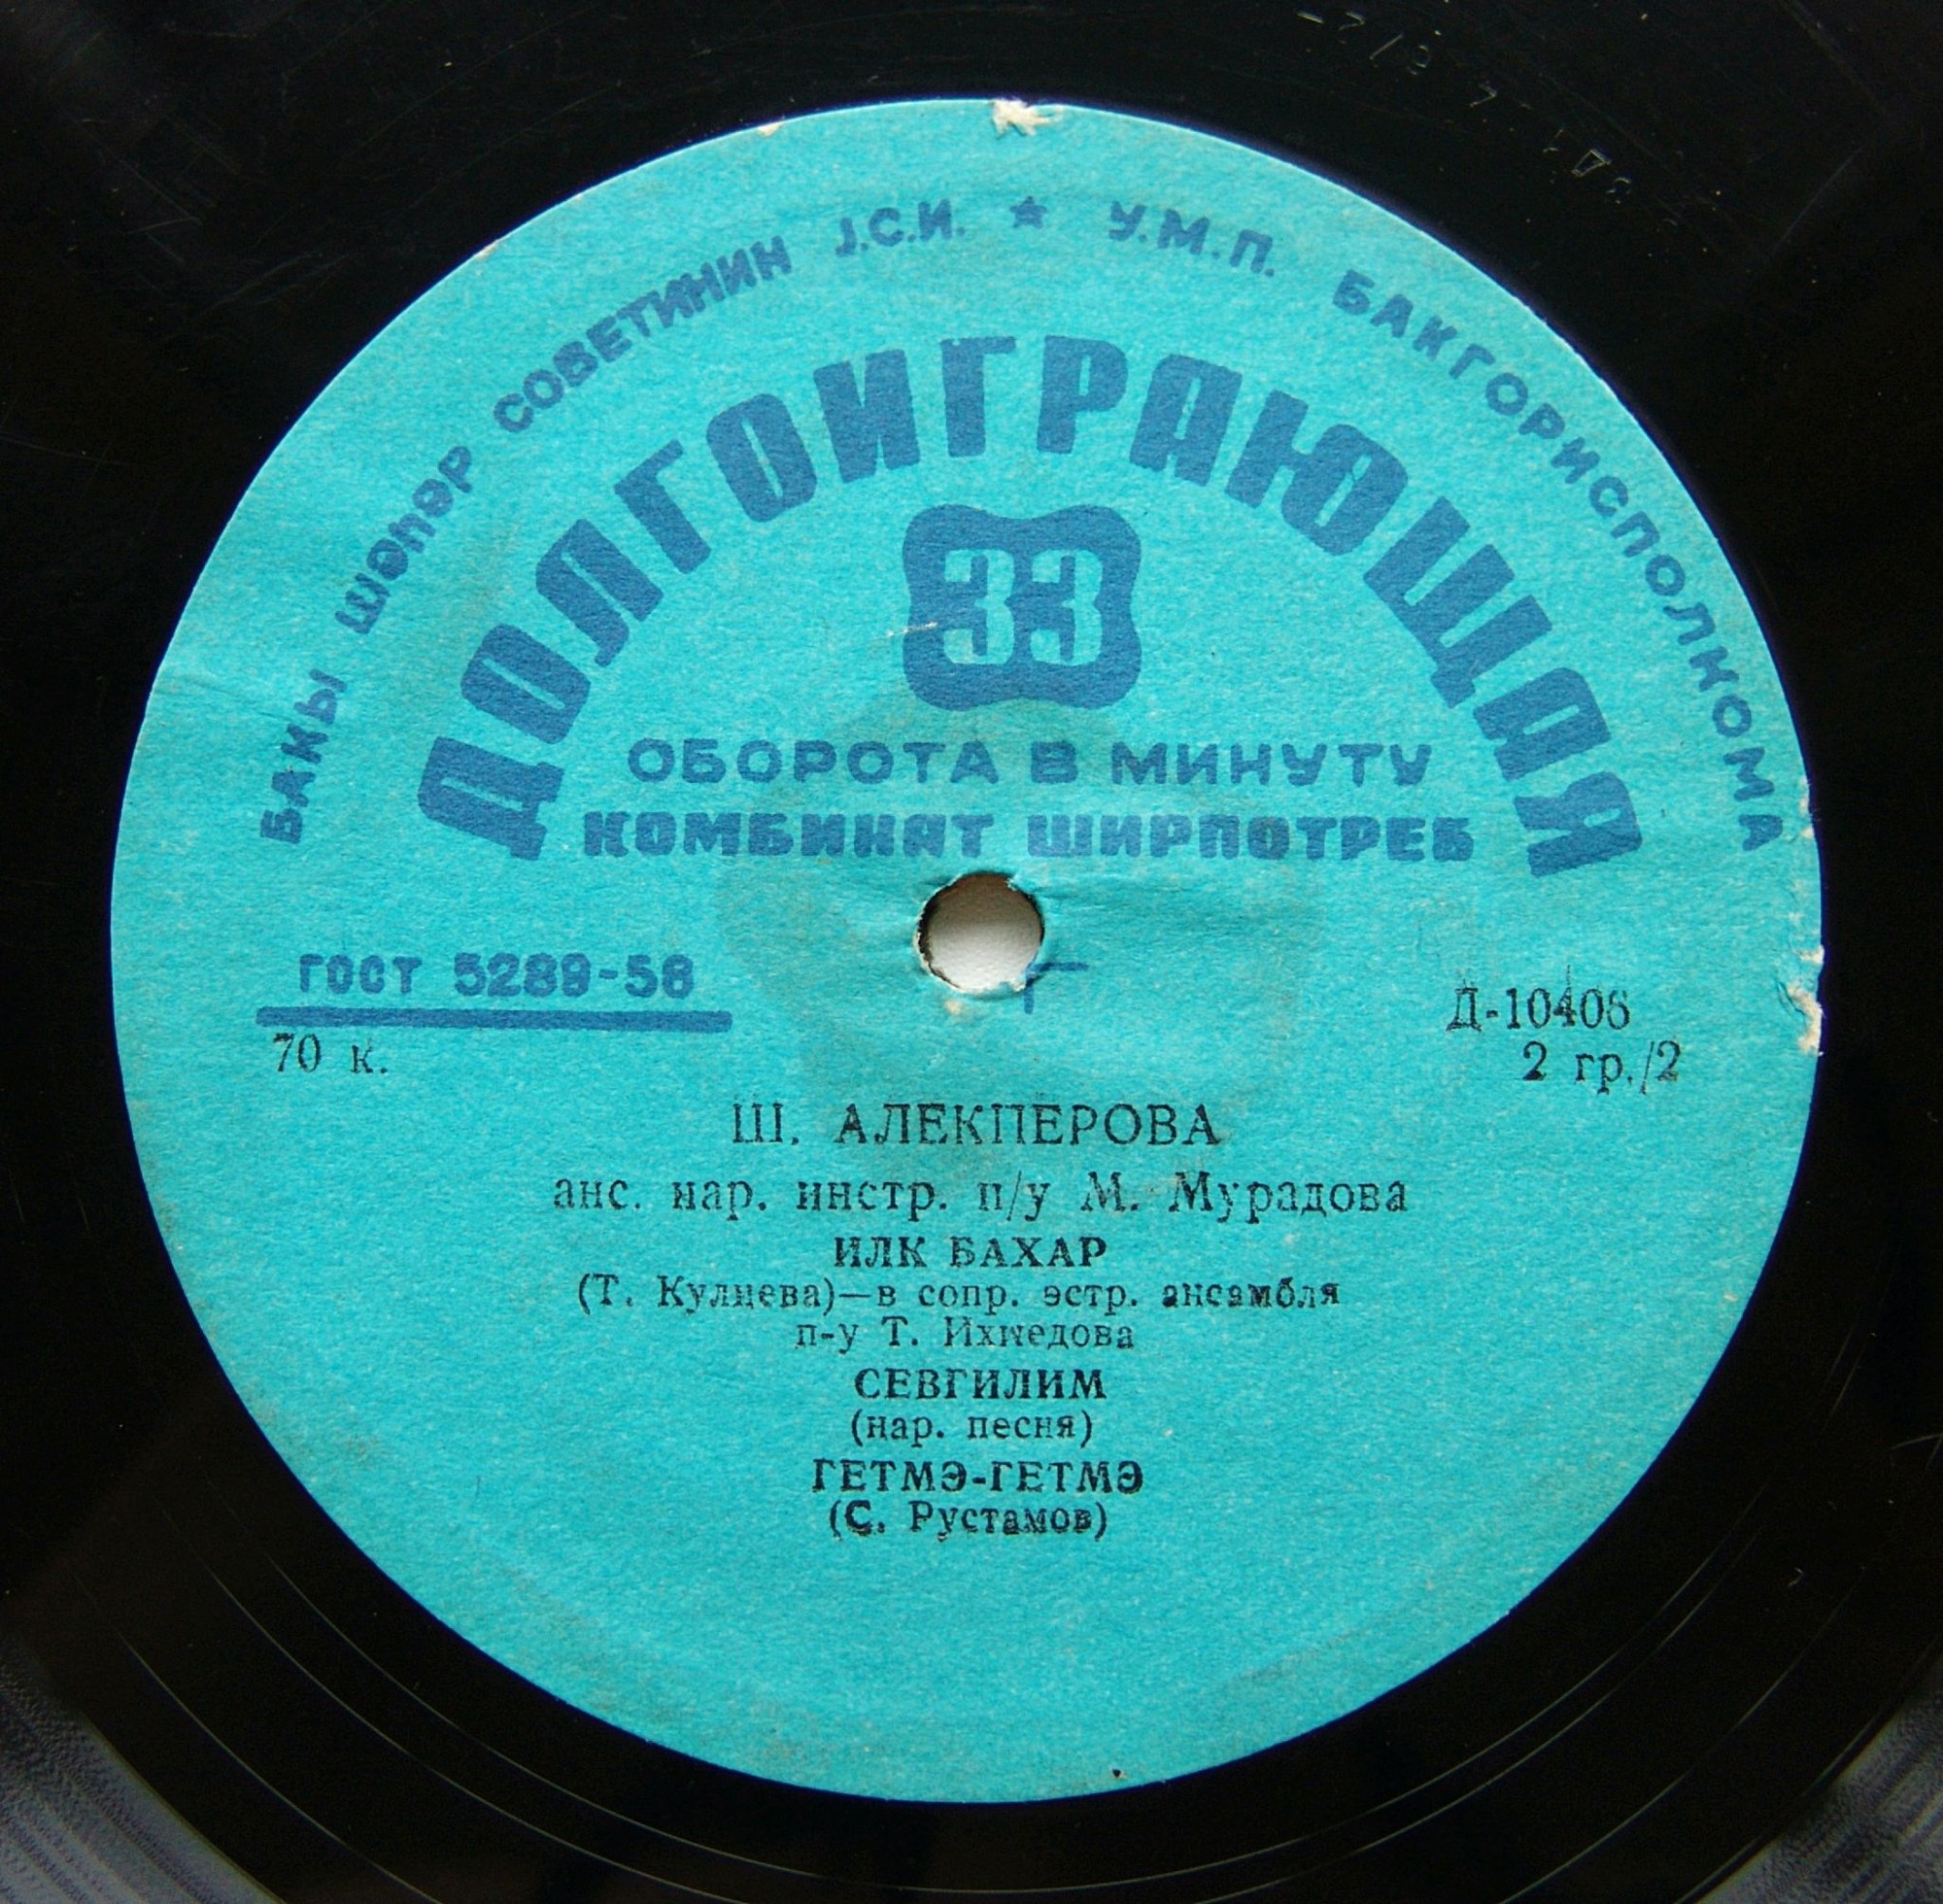 БАКЫ ШӘҺӘР СОВЕТИНИН Ј.С.И. ★ У.М.П. БАКГОРИСПОЛКОМА
ДОЛГОИГРАЮЩАЯ
33
ОБОРОТА В МИНУТУ
КОМБИНАТ ШИРПОТРЕБ
ГОСТ 5289-56
70 к.
Д-10406
2 гр./2
Ш. АЛЕКПЕРОВА
анс. нар. инстр. п/у М. Мурадова
ИЛК БАХАР
(Т. Кулиева)—в сопр. эстр. ансамбля
п-у Т. Ихмедова
СЕВГИЛИМ
(нар. песня)
ГЕТМЭ-ГЕТМЭ
(С. Рустамов)